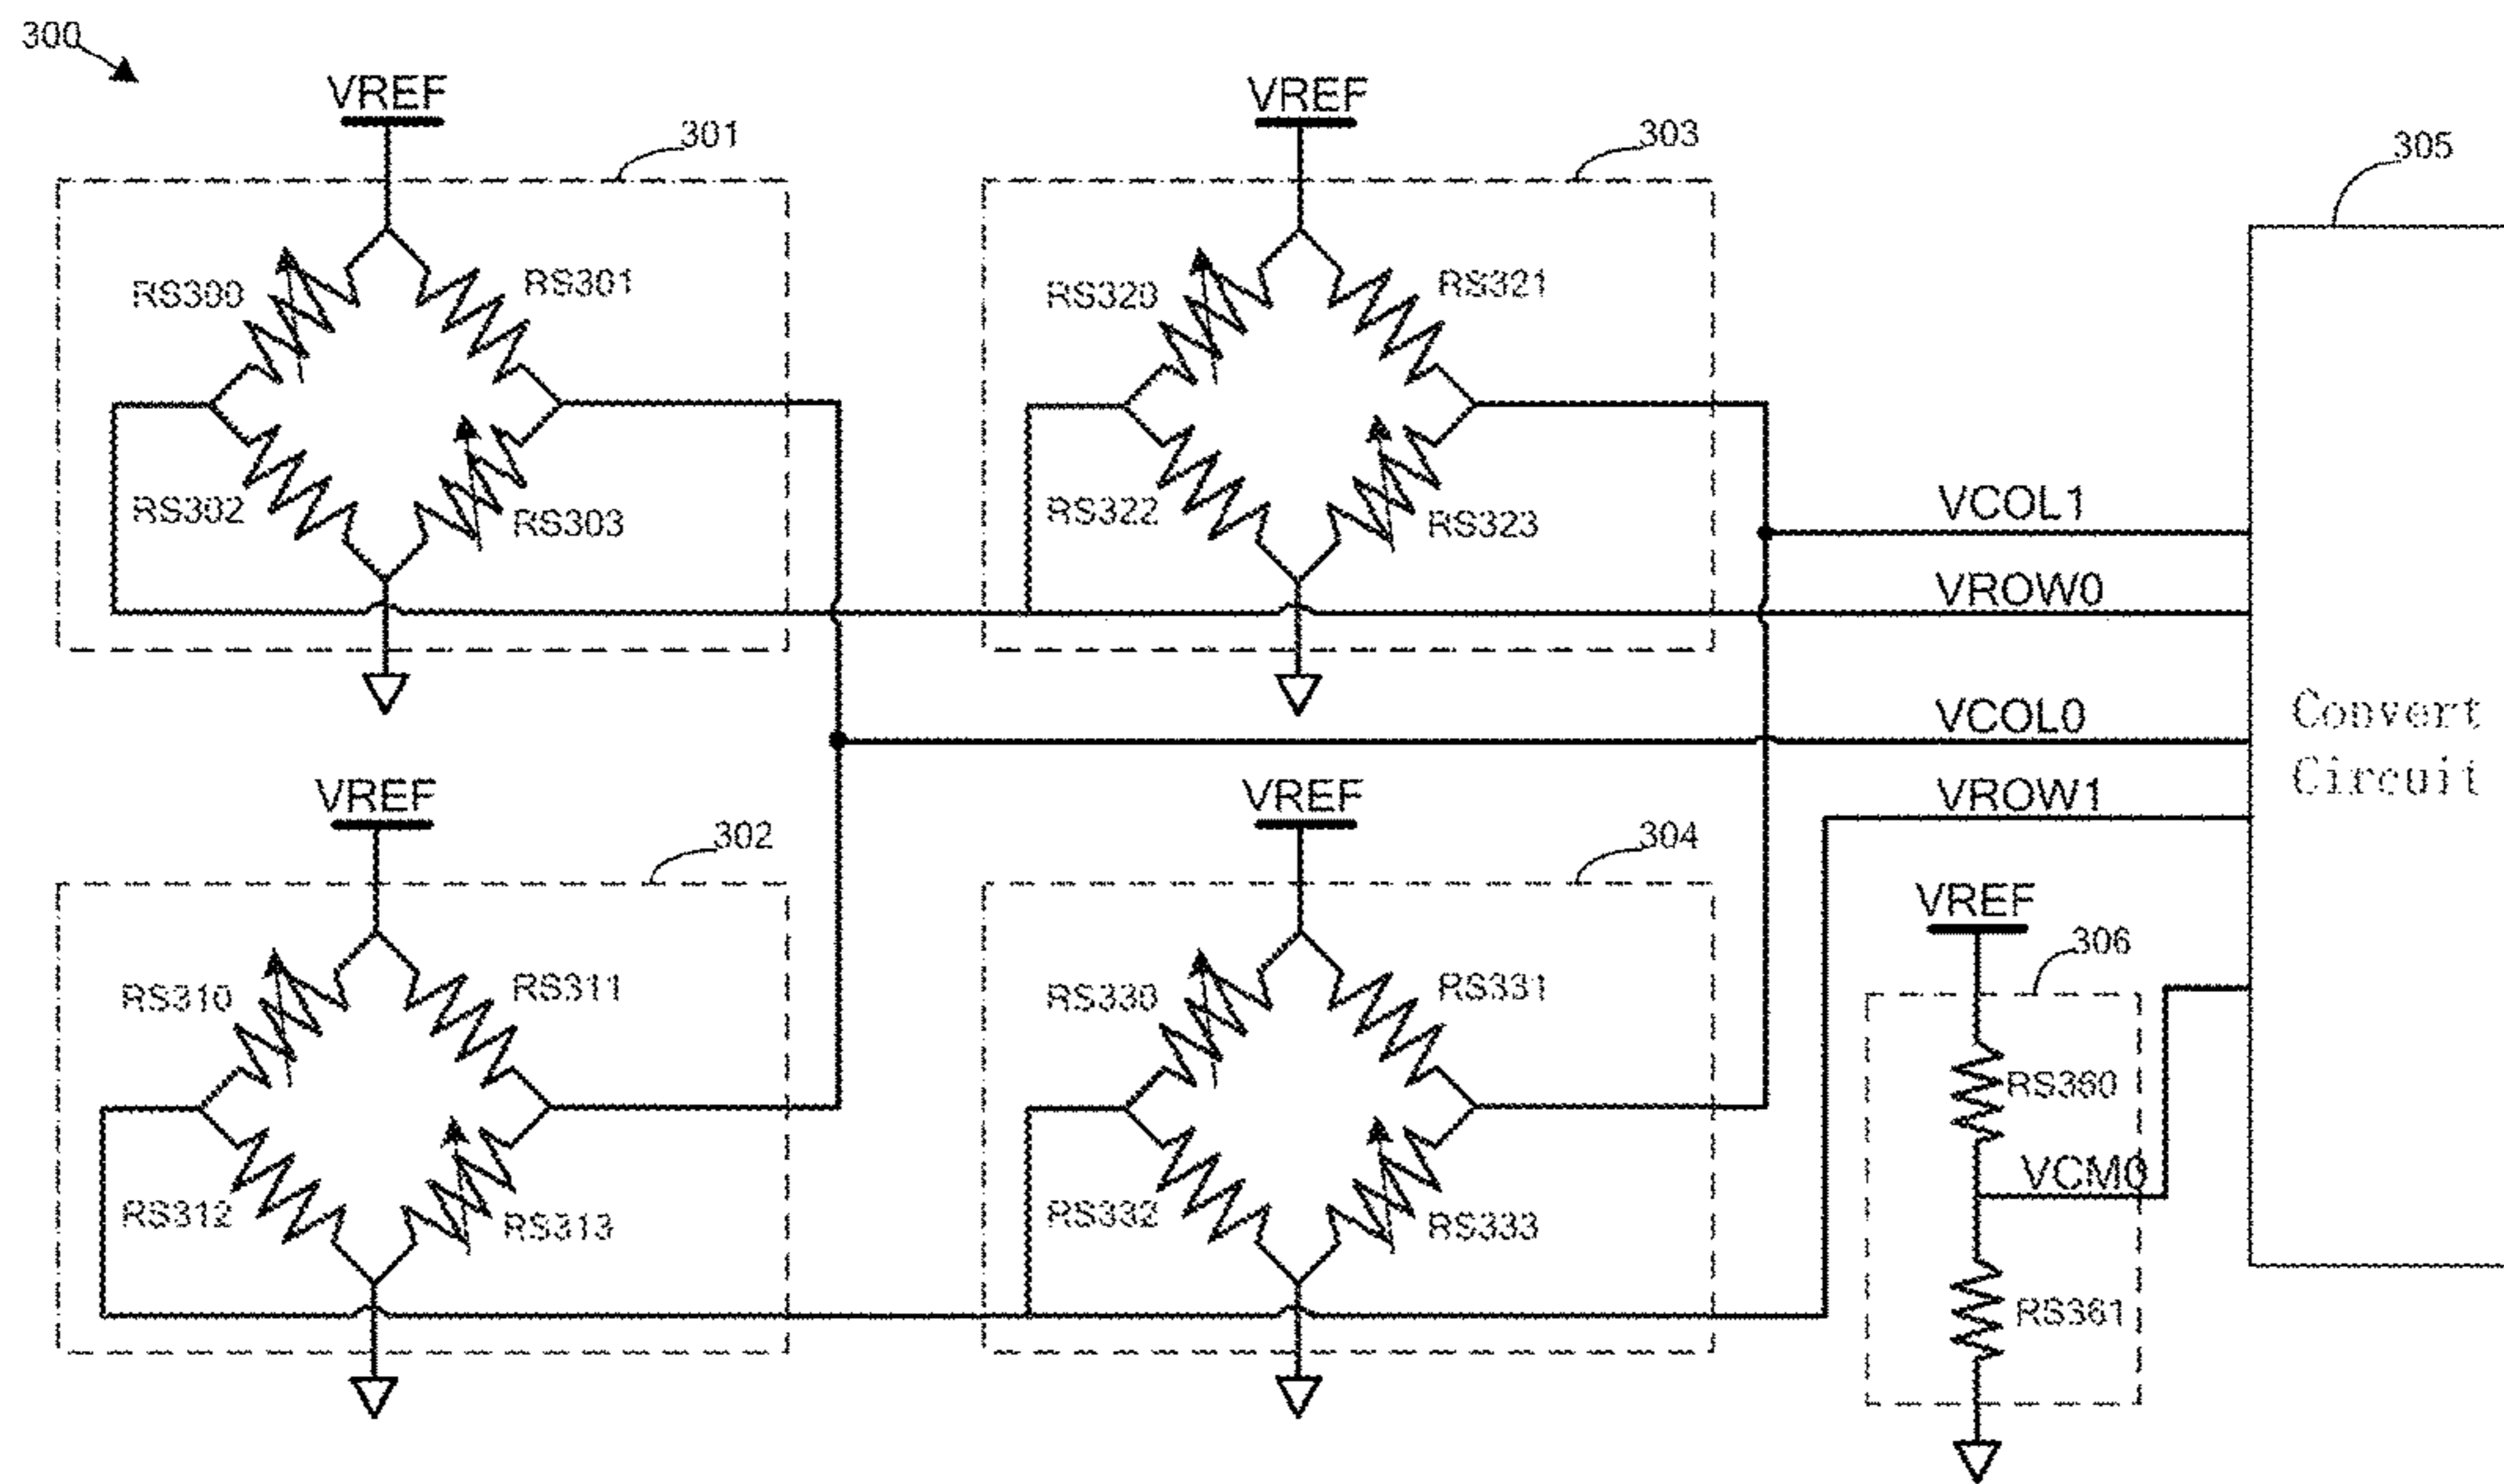 300
VREF
VREF
301
303
305
RS300
RS301
RS320
RS321
RS302
RS303
RS322
RS323
VCOL1
VROW0
VCOL0
Convert
Circuit
VREF
VREF
VROW1
302
304
VREF
306
RS310
RS311
RS330
RS331
RS360
VCM0
RS312
RS313
RS332
RS333
RS361